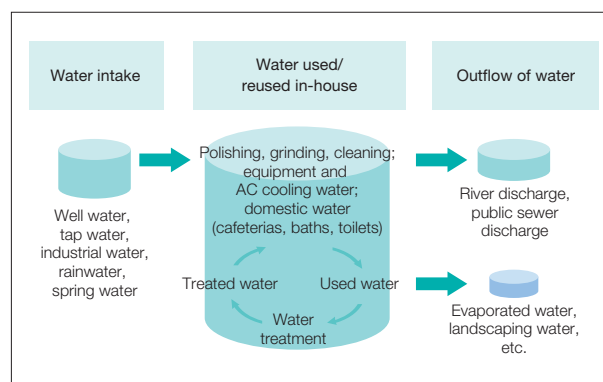 Water intake
Water used/
reused in-house
Outflow of water
Well water,
tap water,
industrial water,
rainwater,
spring water
Polishing, grinding, cleaning;
equipment and
AC cooling water;
domestic water
(cafeterias, baths, toilets)
Treated water
Used water
Water
treatment
River discharge,
public sewer
discharge
Evaporated water,
landscaping water,
etc.